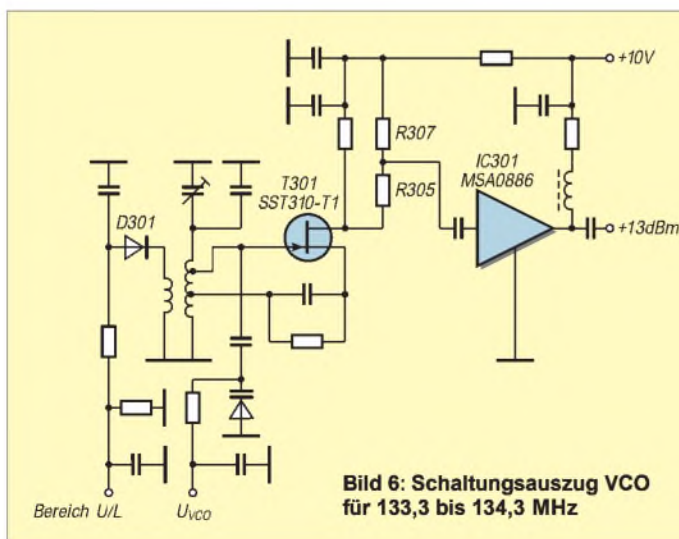 +10V
R307
IC301
MSA0886
T301
SST310-T1
R305
D301
+13dBm
Bild 6: Schaltungsauszug VCO
für 133,3 bis 134,3 MHz
Bereich U/L
UVCO